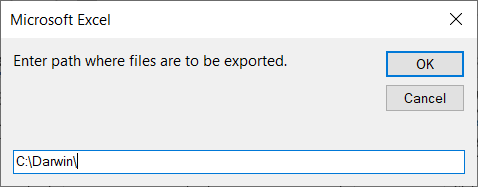 Microsoft Excel
Enter path where files are to be exported.
OK
Cancel
C:\Darwin\